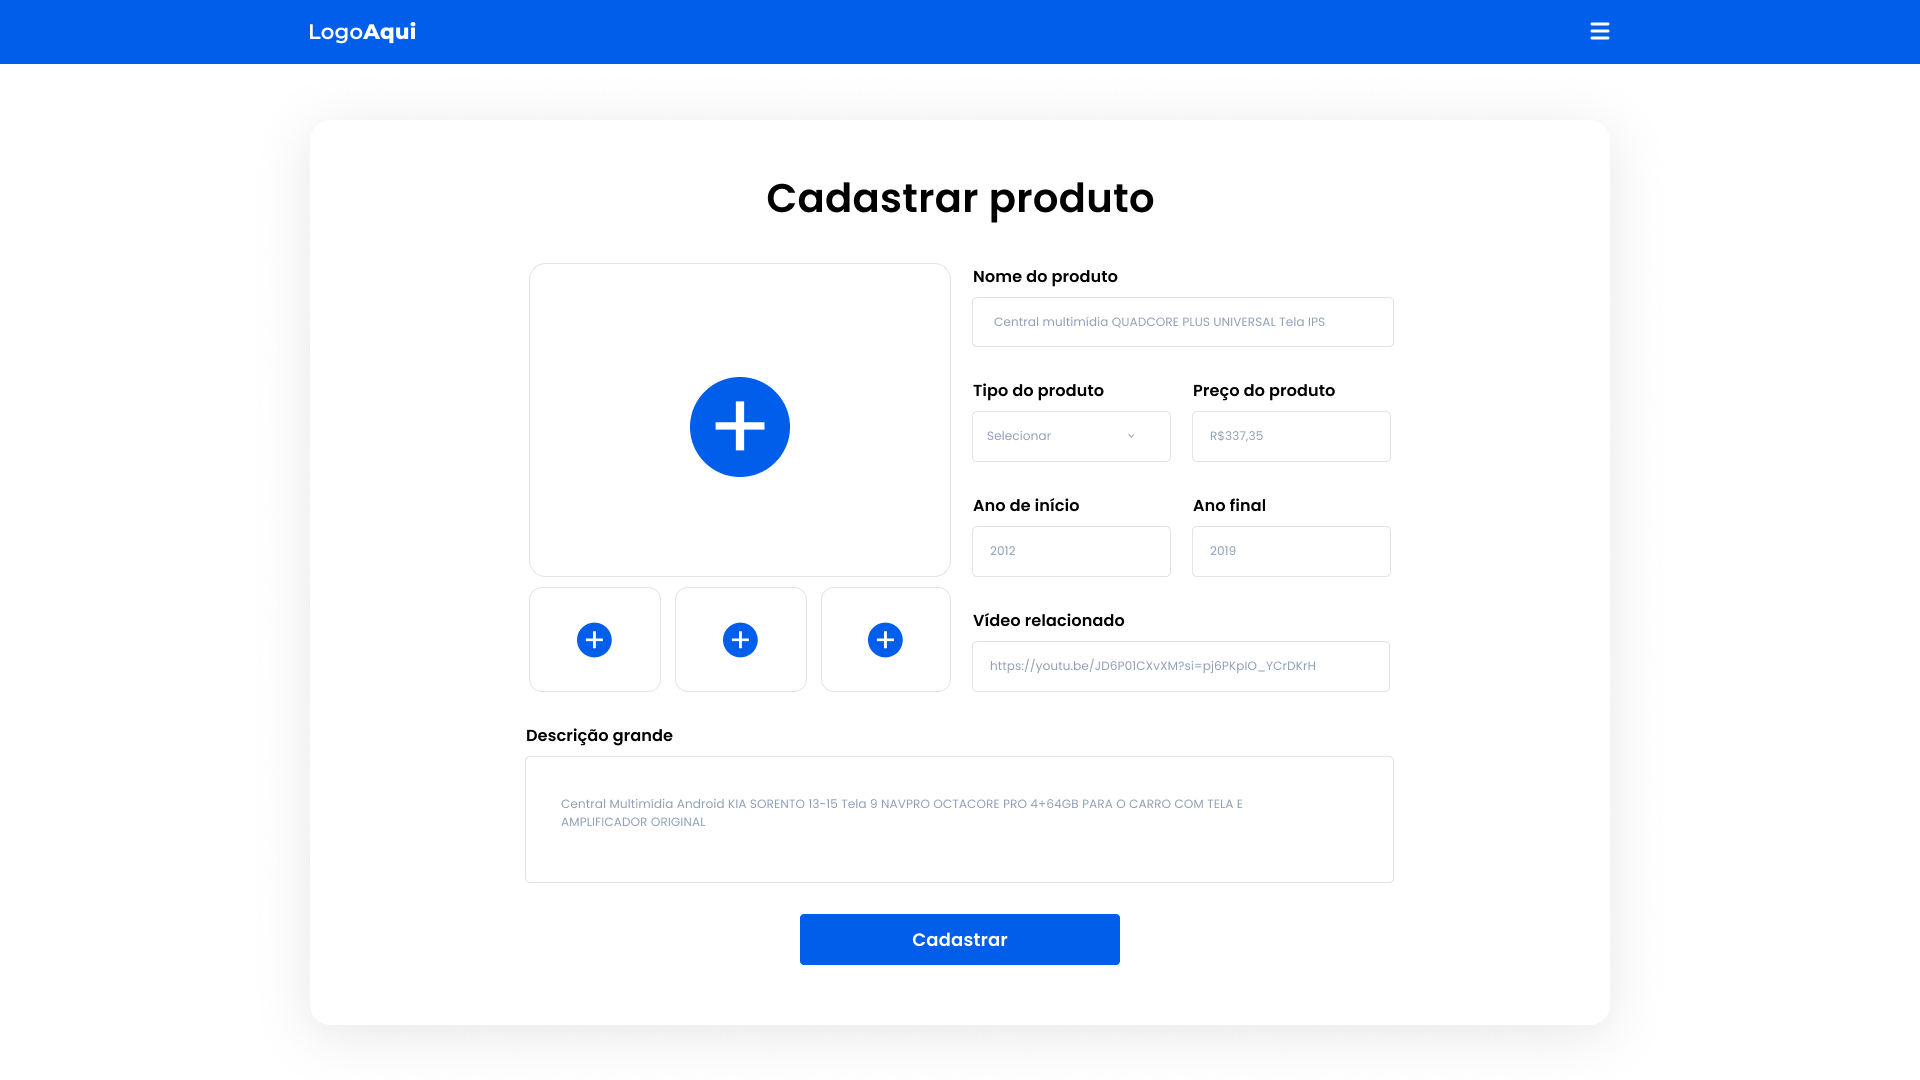 LogoAqui
Cadastrar produto
Nome do produto
Central multimídia QUADCORE PLUS UNIVERSAL Tela IPS
Tipo do produto
Preço do produto
Selecionar
R$337,35
Ano de início
Ano final
2012
2019
Vídeo relacionado
https://youtu.be/JD6P01CXvXM?si=pj6PKpIO_YCrDKrH
Descrição grande
Central Multimídia Android KIA SORENTO 13-15 Tela 9 NAVPRO OCTACORE PRO 4+64GB PARA O CARRO COM TELA E
AMPLIFICADOR ORIGINAL
Cadastrar